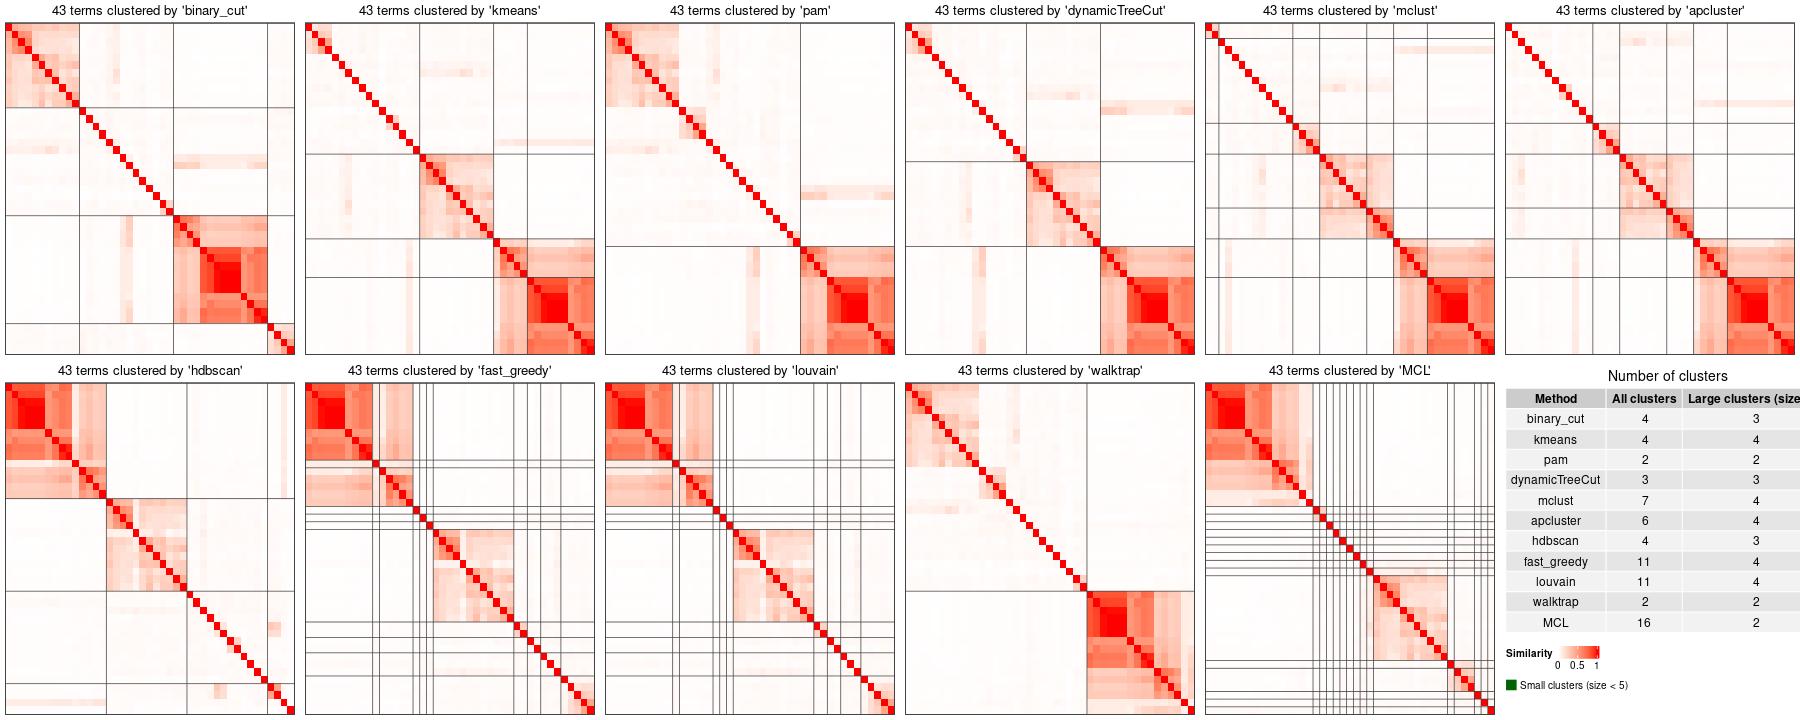 43 terms clustered by 'binary_cut'
43 terms clustered by 'kmeans'
43 terms clustered by 'pam'
43 terms clustered by 'dynamicTreeCut'
43 terms clustered by 'mclust'
43 terms clustered by 'apcluster'
43 terms clustered by 'hdbscan'
43 terms clustered by 'fast_greedy'
43 terms clustered by 'louvain'
43 terms clustered by 'walktrap'
43 terms clustered by 'MCL'
Number of clusters
Method All clusters Large clusters (size
binary_cut 4 3
kmeans 4 4
pam 2 2
dynamicTreeCut 3 3
mclust 7 4
apcluster 6 4
hdbscan 4 3
fast_greedy 11 4
louvain 11 4
walktrap 2 2
MCL 16 2
Similarity
0 0.5 1
Small clusters (size < 5)